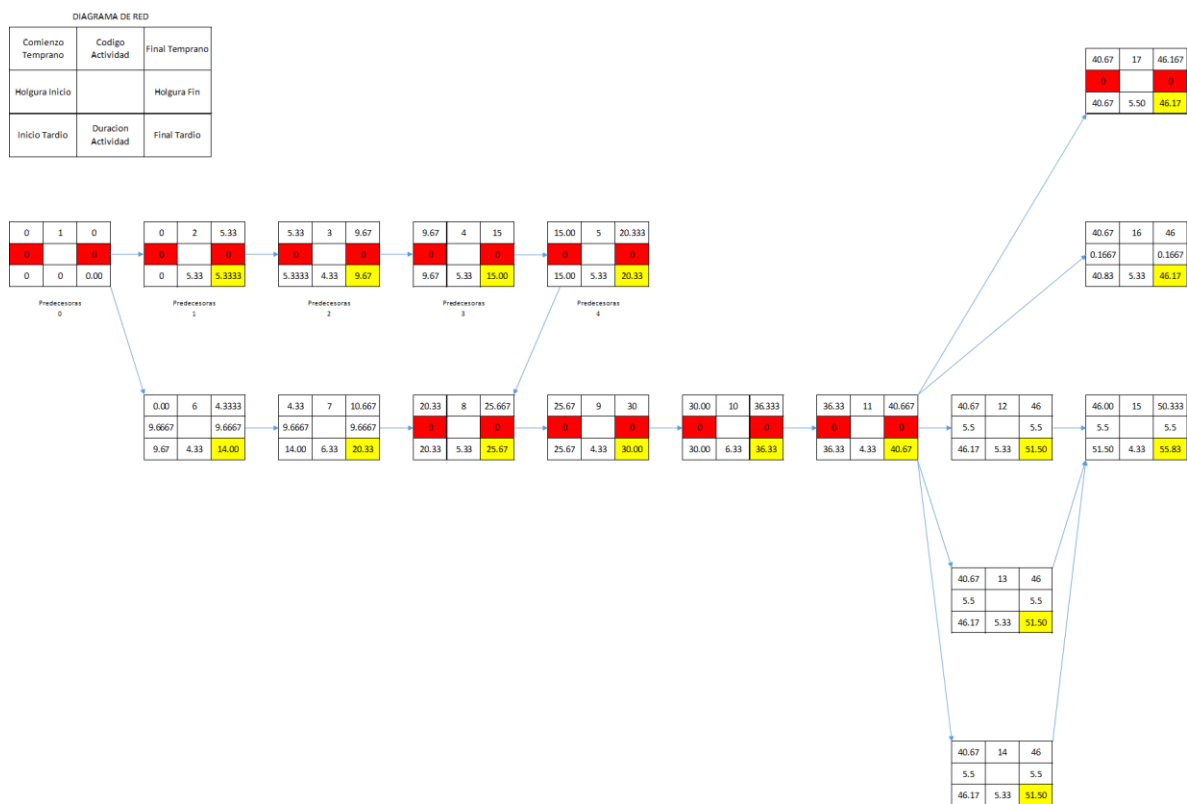 DIAGRAMA DE RED
Comienzo Temprano Codigo Actividad Final Temprano
Holgura Inicio Holgura Fin
Inicio Tardio Duracion Actividad Final Tardio
40.67 17 46.167
0 0
40.67 5.50 46.17
0 1 0
0 0
0 0 0.00
0 2 5.33
0 0
0 5.33 5.3333
5.33 3 9.67
0 0
5.3333 4.33 9.67
9.67 4 15
0 0
9.67 5.33 15.00
15.00 5 20.333
0 0
15.00 5.33 20.33
40.67 16 46
0.1667 0.1667
40.83 5.33 46.17
Predecesoras
0
Predecesoras
1
Predecesoras
2
Predecesoras
3
Predecesoras
4
0.00 6 4.3333
9.6667 9.6667
9.67 4.33 14.00
4.33 7 10.667
9.6667 9.6667
14.00 6.33 20.33
20.33 8 25.667
0 0
20.33 5.33 25.67
25.67 9 30
0 0
25.67 4.33 30.00
30.00 10 36.333
0 0
30.00 6.33 36.33
36.33 11 40.667
0 0
36.33 4.33 40.67
40.67 12 46
5.5 5.5
46.17 5.33 51.50
46.00 15 50.333
5.5 5.5
51.50 4.33 55.83
40.67 13 46
5.5 5.5
46.17 5.33 51.50
40.67 14 46
5.5 5.5
46.17 5.33 51.50